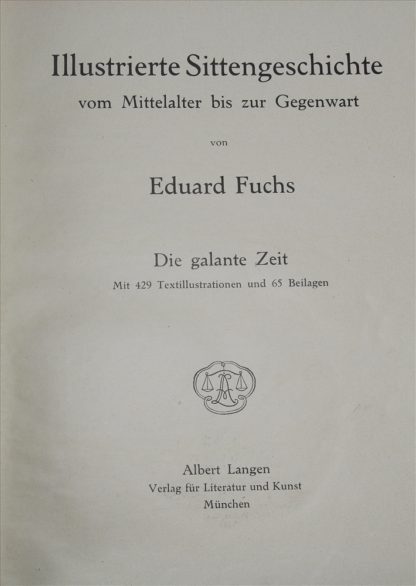 Illustrierte Sittengeschichte
vom Mittelalter bis zur Gegenwart
von
Eduard Fuchs
Die galante Zeit
Mit 429 Textillustrationen und 65 Beilagen
Albert Langen
Verlag für Literatur und Kunst
München